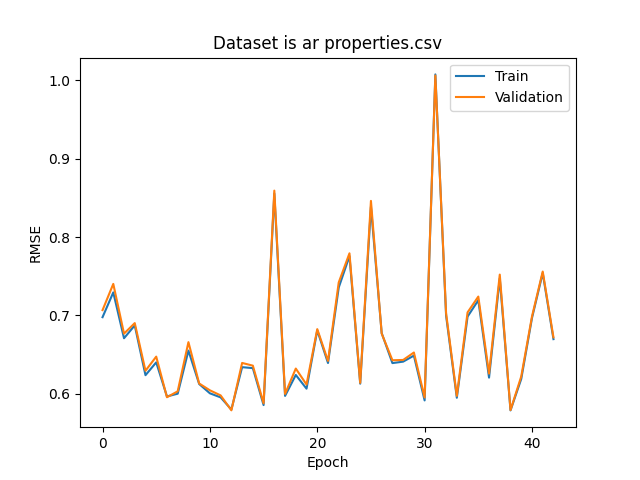 Dataset is ar properties.csv
Train
Validation
RMSE
1.0
0.9
0.8
0.7
0.6
0 10 20 30 40
Epoch